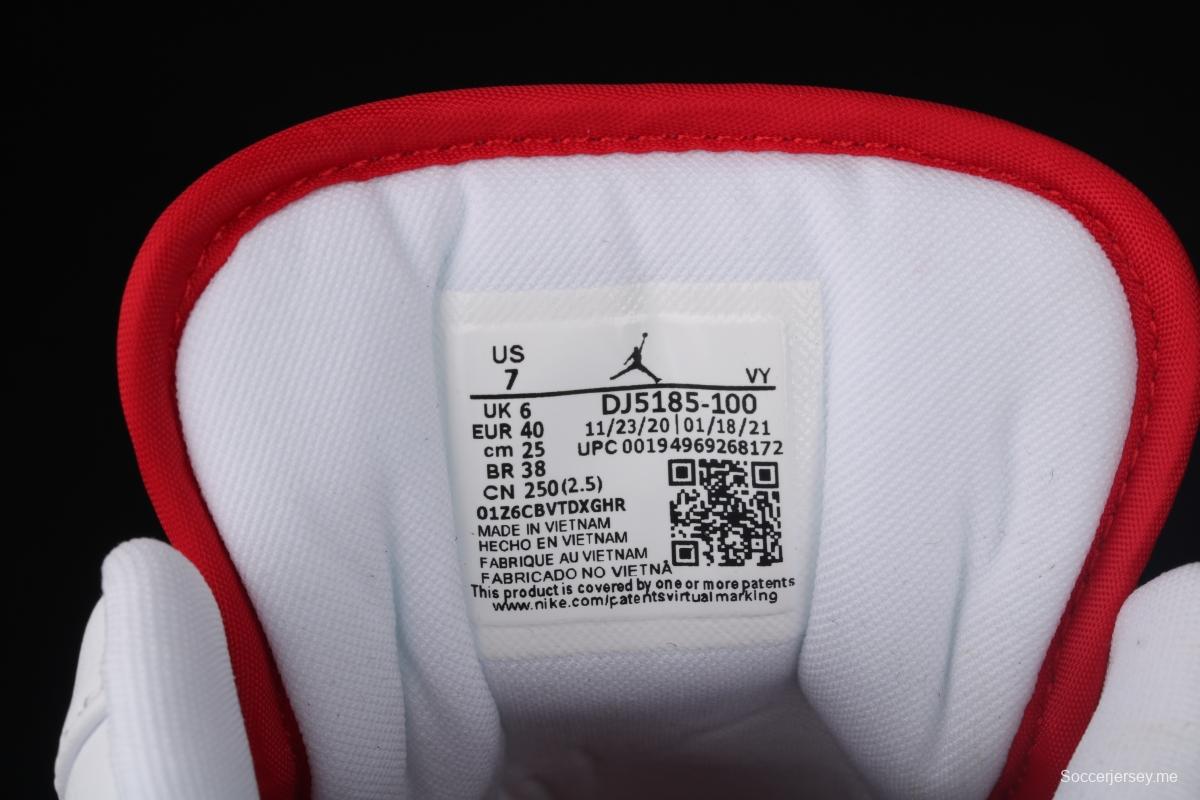 US
7
VY
UK 6
EUR 40
cm 25
BR 38
CN 250(2.5)
DJ5185-100
11/23/20|01/18/21
UPC 00194969268172
01Z6CBVTDXGHR
MADE IN VIETNAM
HECHO EN VIETNAM
FABRIQUE AU VIETNAM
FABRICADO NO VIETNÃ
This product is covered by one or more patents
www.nike.com/patentsvirtualmarking
Soccerjersey.me